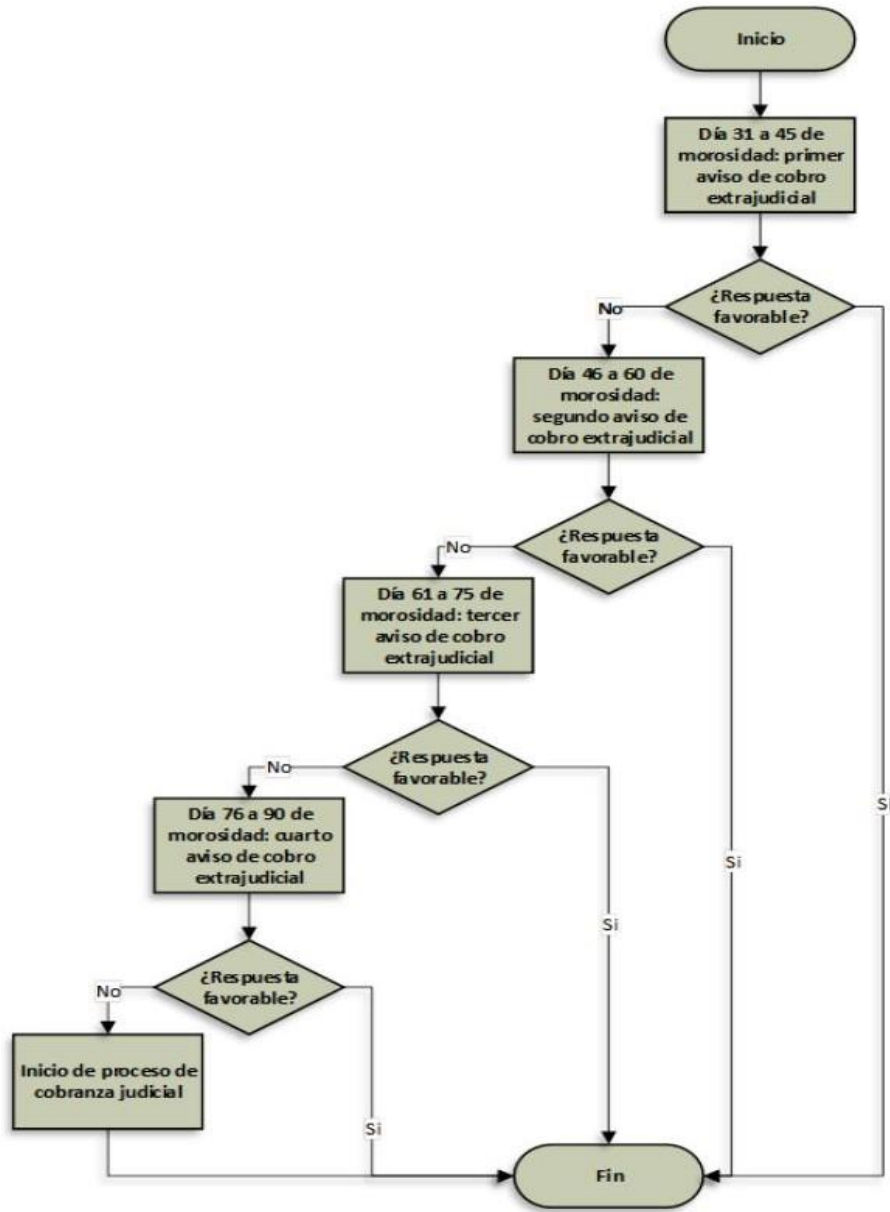 Inicio
Día 31 a 45 de
morosidad: primer
aviso de cobro
extrajudicial
¿Respuesta
favorable?
No
Día 46 a 60 de
morosidad:
segundo aviso de
cobro extrajudicial
¿Respuesta
favorable?
No
Día 61 a 75 de
morosidad: tercer
aviso de cobro
extrajudicial
¿Respuesta
favorable?
No
Día 76 a 90 de
morosidad: cuarto
aviso de cobro
extrajudicial
Si
Si
Si
¿Respuesta
favorable?
No
Inicio de proceso de
cobranza judicial
Si
Fin